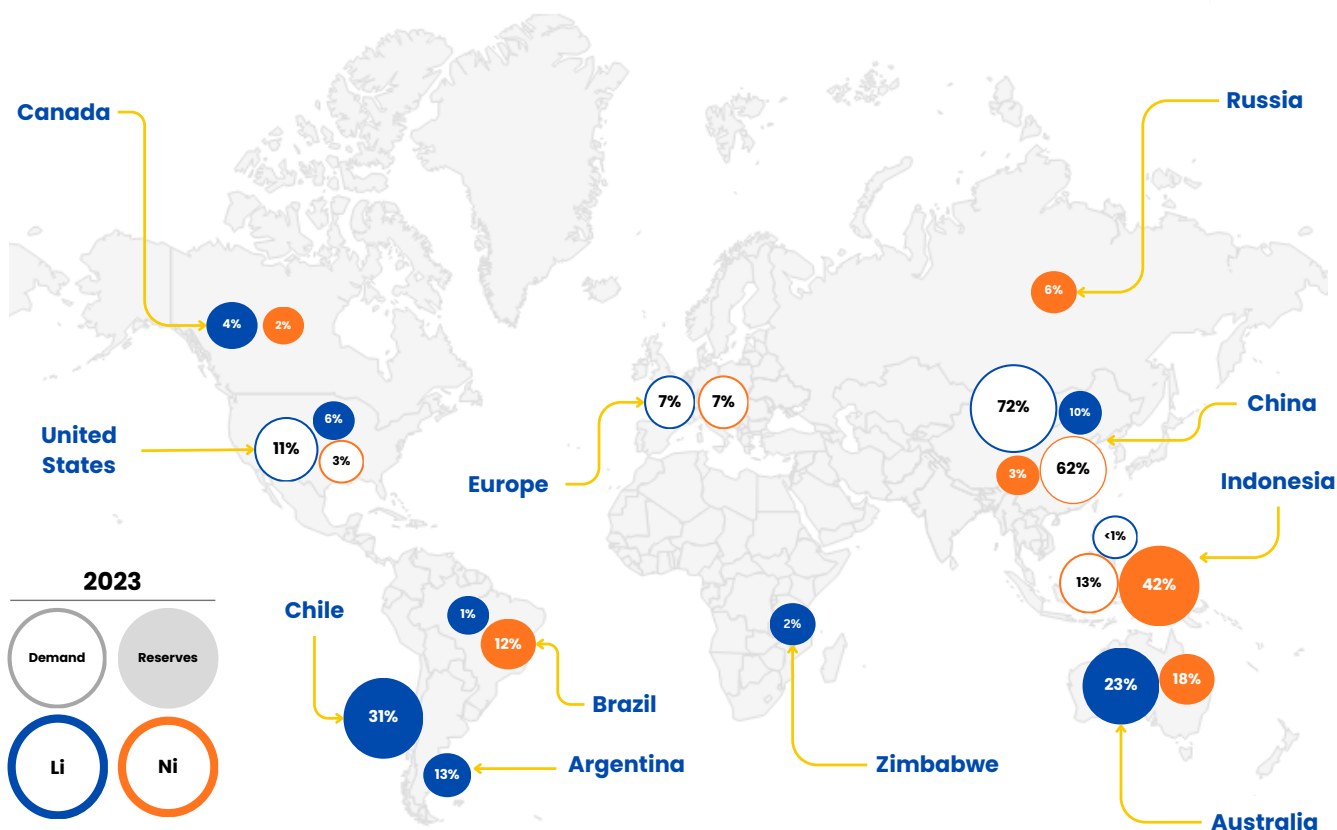 Canada
Russia
6%
4%
2%
7%
7%
72%
10%
China
6%
11%
3%
United
States
Europe
3%
62%
Indonesia
<1%
13%
42%
2023
Demand
Reserves
Li
Ni
Chile
1%
12%
2%
23%
18%
31%
Brazil
13%
Argentina
Zimbabwe
Australia